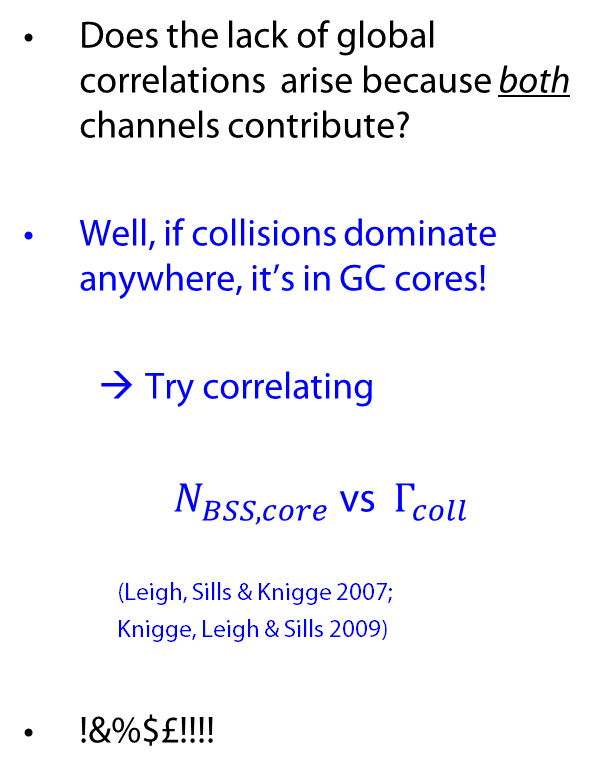 • Does the lack of global
correlations arise because both
channels contribute?
• Well, if collisions dominate
anywhere, it's in GC cores!
→ Try correlating
N_{BSS,core} vs Γ_{coll}
(Leigh, Sills & Knigge 2007;
Knigge, Leigh & Sills 2009)
• !&%$£!!!!